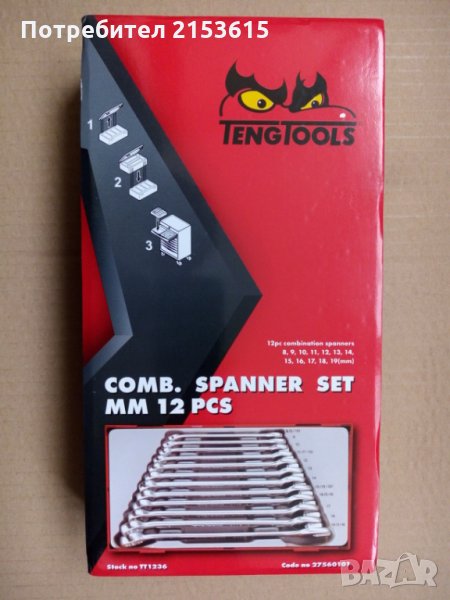 Потребител 2153615
TENGTOOLS
1
2
3
12pc combination spanners
8, 9, 10, 11, 12, 13, 14,
15, 16, 17, 18, 19(mm)
COMB. SPANNER SET
MM 12 PCS
Stock no TT1236
Code no 27560107
BAZAR